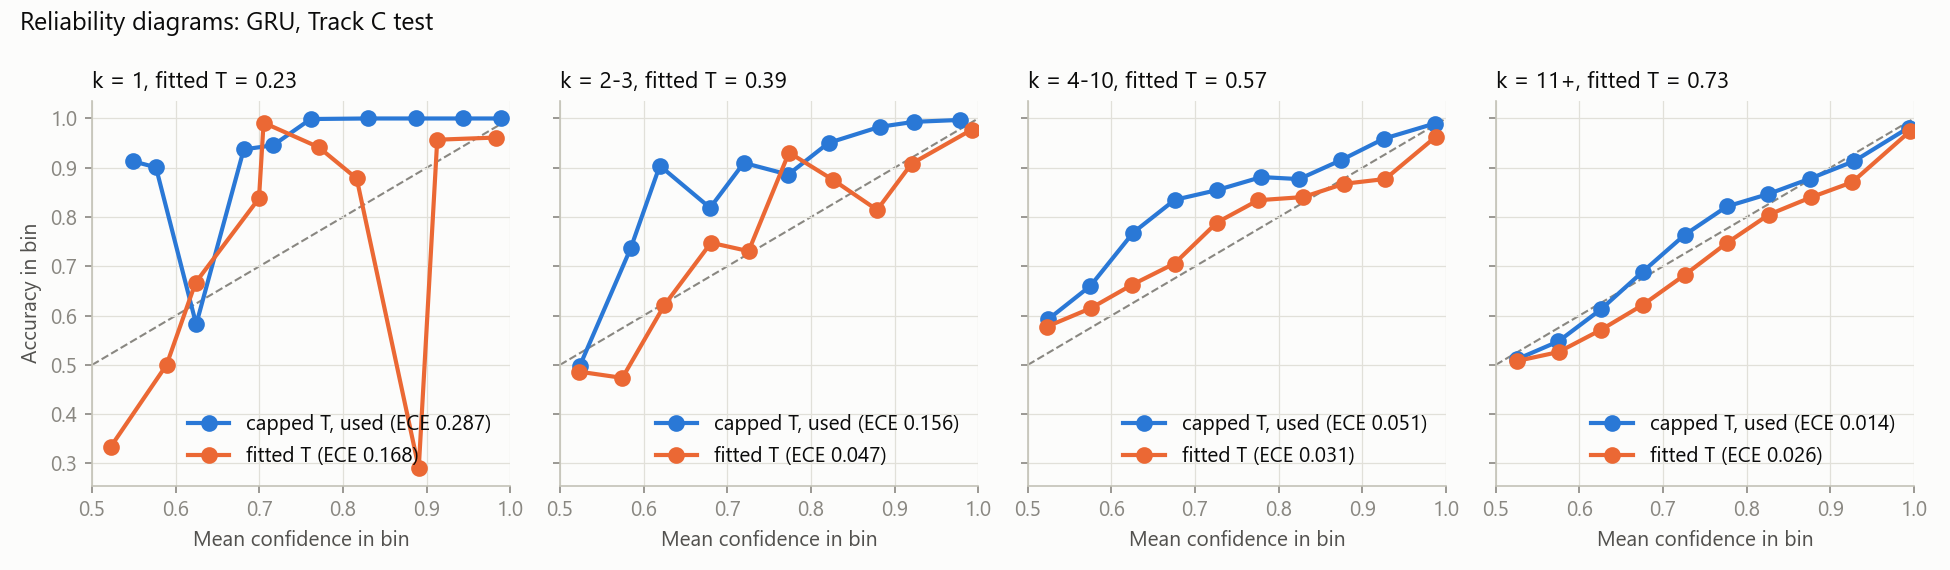 Reliability diagrams: GRU, Track C test
k = 1, fitted T = 0.23
k = 2-3, fitted T = 0.39
k = 4-10, fitted T = 0.57
k = 11+, fitted T = 0.73
Accuracy in bin
1.0
0.9
0.8
0.7
0.6
0.5
0.4
0.3
capped T, used (ECE 0.287)
fitted T (ECE 0.168)
capped T, used (ECE 0.156)
fitted T (ECE 0.047)
capped T, used (ECE 0.051)
fitted T (ECE 0.031)
capped T, used (ECE 0.014)
fitted T (ECE 0.026)
0.5 0.6 0.7 0.8 0.9 1.0
0.5 0.6 0.7 0.8 0.9 1.0
0.5 0.6 0.7 0.8 0.9 1.0
0.5 0.6 0.7 0.8 0.9 1.0
Mean confidence in bin
Mean confidence in bin
Mean confidence in bin
Mean confidence in bin